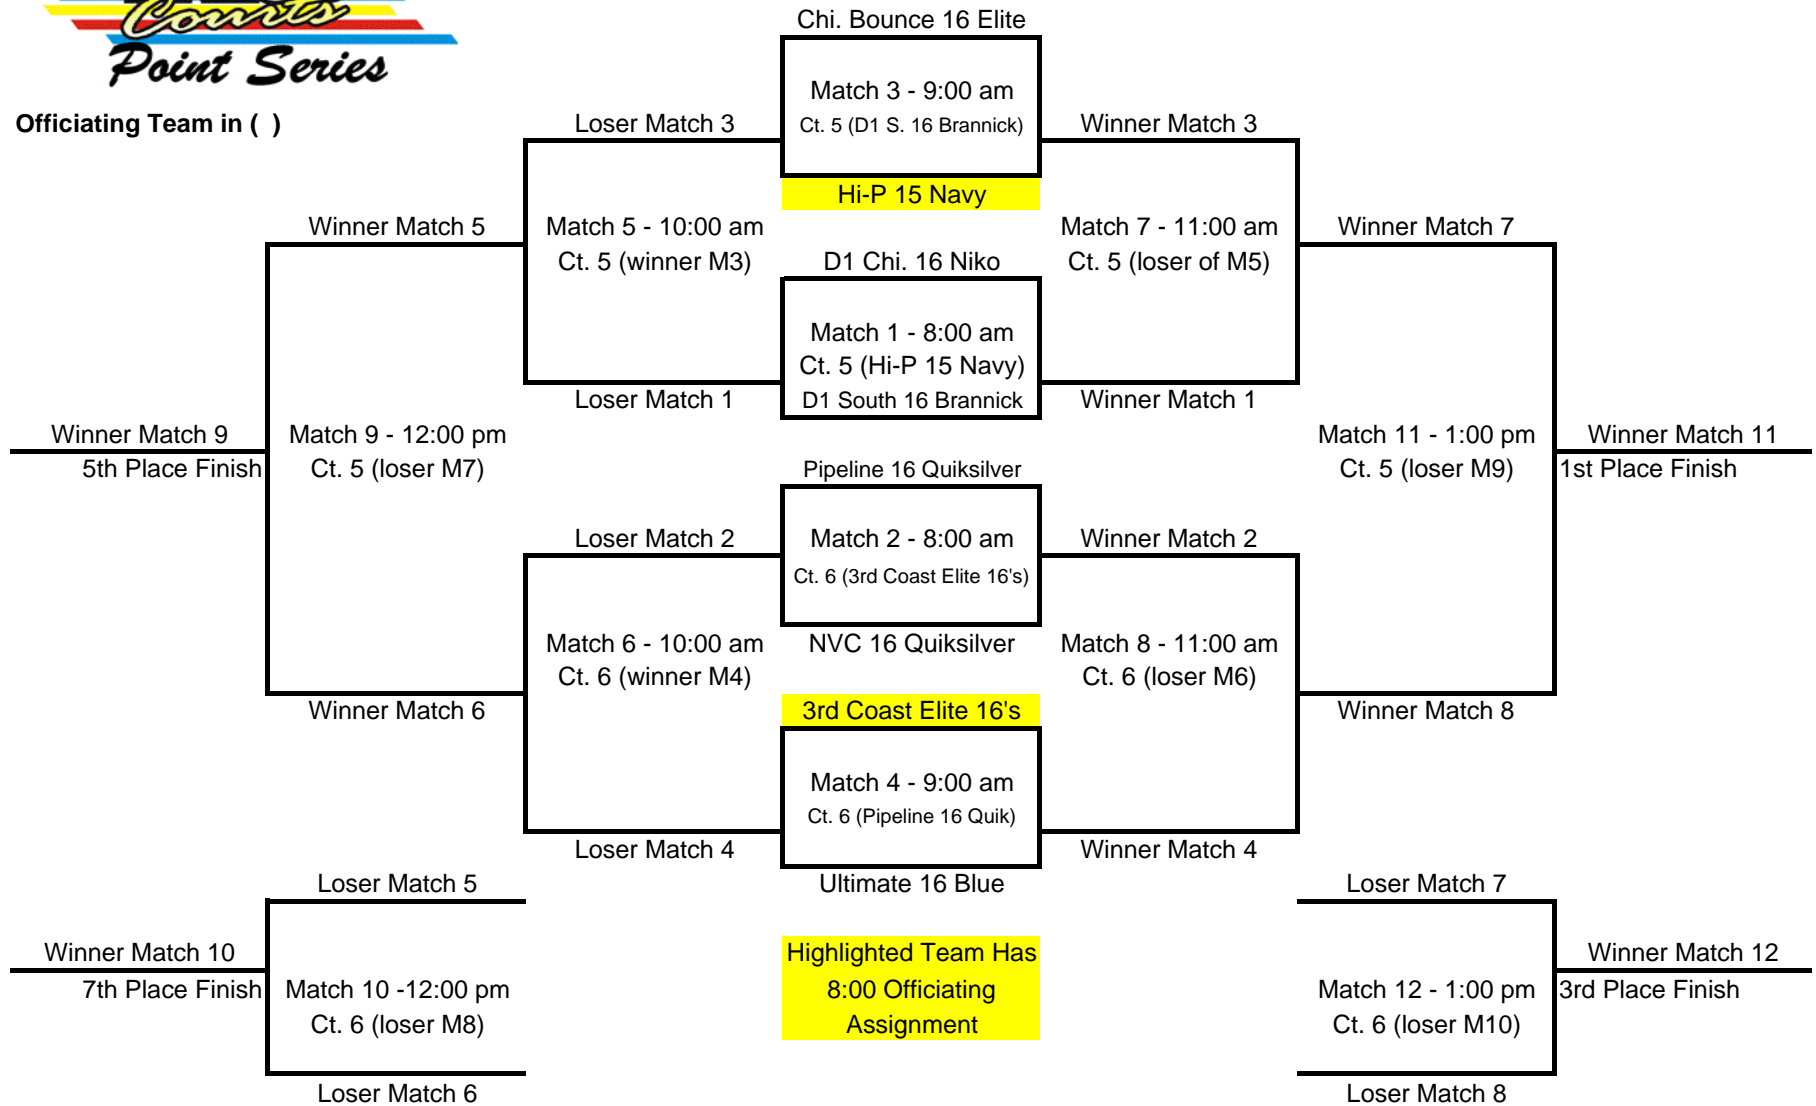 Courts
Point Series
Officiating Team in ( )
Chi. Bounce 16 Elite
Match 3 - 9:00 am
Ct. 5 (D1 S. 16 Brannick)
Loser Match 3
Winner Match 3
Hi-P 15 Navy
Winner Match 5
Match 5 - 10:00 am
Ct. 5 (winner M3)
Match 7 - 11:00 am
Ct. 5 (loser of M5)
Winner Match 7
D1 Chi. 16 Niko
Match 1 - 8:00 am
Ct. 5 (Hi-P 15 Navy)
D1 South 16 Brannick
Loser Match 1
Winner Match 1
Winner Match 9
5th Place Finish
Match 9 - 12:00 pm
Ct. 5 (loser M7)
Match 11 - 1:00 pm
Ct. 5 (loser M9)
Winner Match 11
1st Place Finish
Pipeline 16 Quiksilver
Loser Match 2
Match 2 - 8:00 am
Ct. 6 (3rd Coast Elite 16's)
Winner Match 2
NVC 16 Quiksilver
Match 6 - 10:00 am
Ct. 6 (winner M4)
Match 8 - 11:00 am
Ct. 6 (loser M6)
Winner Match 6
3rd Coast Elite 16's
Winner Match 8
Match 4 - 9:00 am
Ct. 6 (Pipeline 16 Quik)
Loser Match 4
Winner Match 4
Ultimate 16 Blue
Loser Match 5
Loser Match 7
Winner Match 10
7th Place Finish
Match 10 -12:00 pm
Ct. 6 (loser M8)
Loser Match 6
Highlighted Team Has
8:00 Officiating
Assignment
Match 12 - 1:00 pm
Ct. 6 (loser M10)
Winner Match 12
3rd Place Finish
Loser Match 8